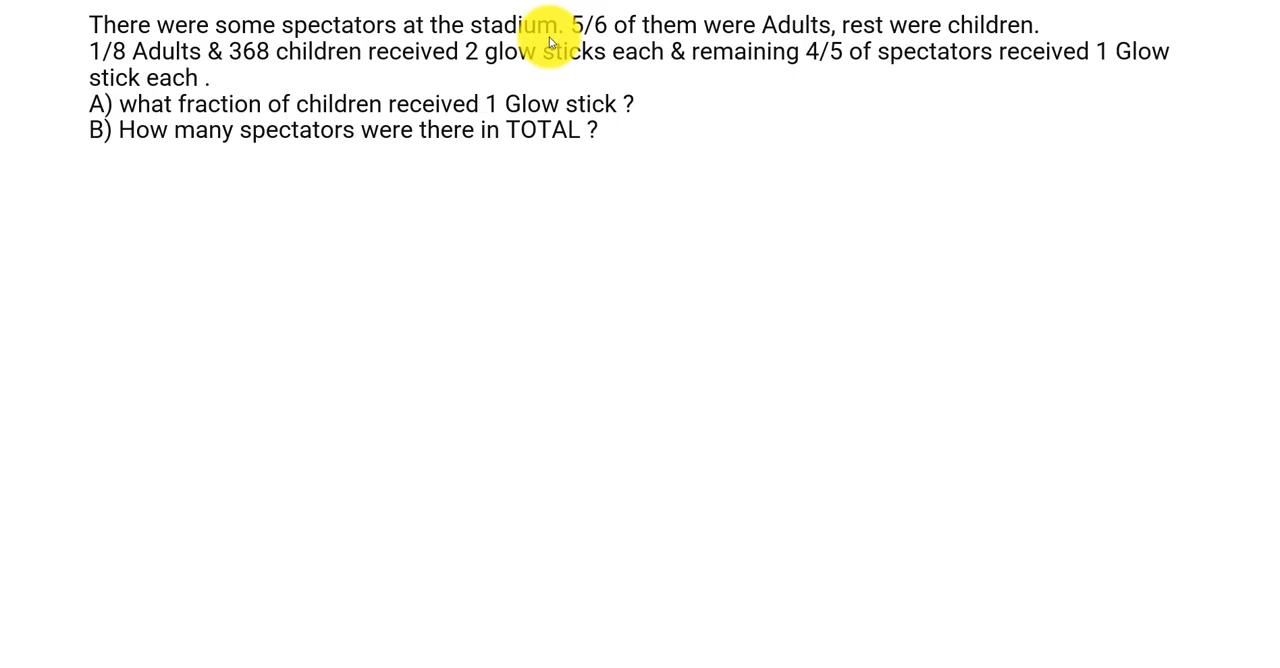 There were some spectators at the stadium. 5/6 of them were Adults, rest were children.
1/8 Adults & 368 children received 2 glow sticks each & remaining 4/5 of spectators received 1 Glow
stick each .
A) what fraction of children received 1 Glow stick ?
B) How many spectators were there in TOTAL ?